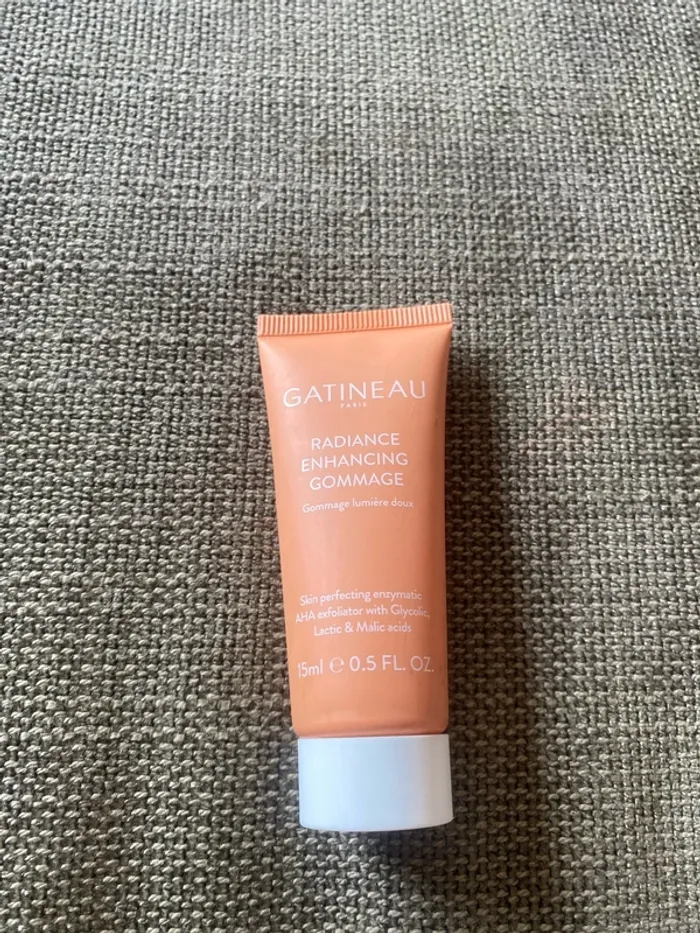 GATINEAU
PARIS
RADIANCE
ENHANCING
GOMMAGE
Gommage lumière doux
Skin perfecting enzymatic
AHA exfoliator with Glycolic,
Lactic & Malic acids
15ml ℮ 0.5 FL. OZ.